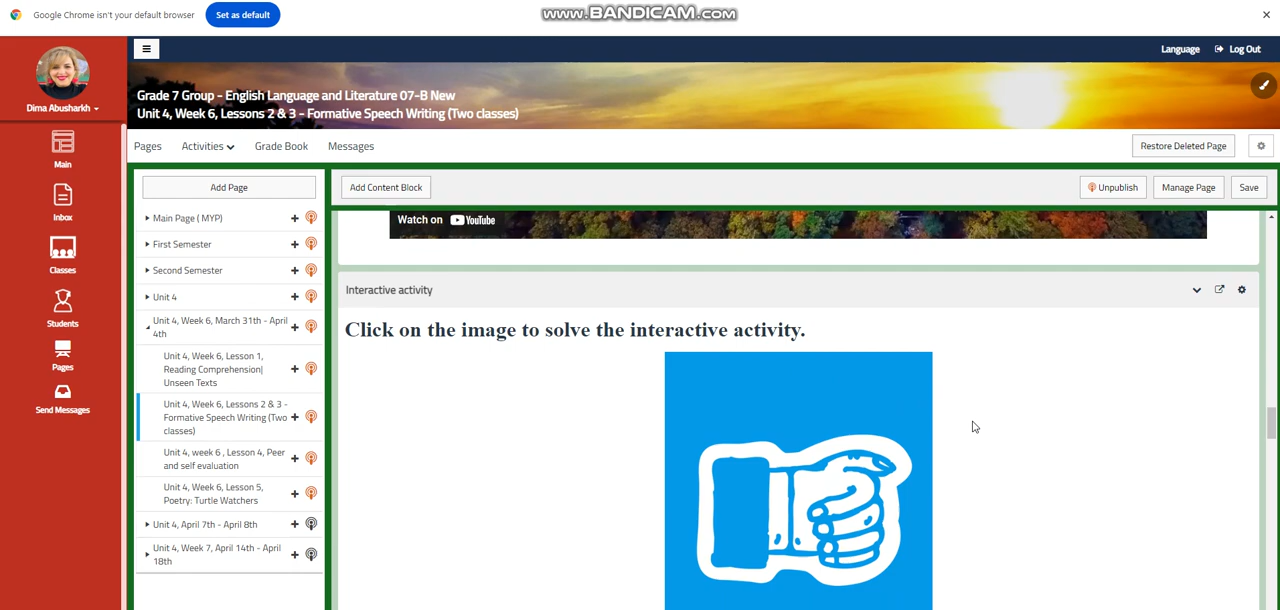 Google Chrome isn't your default browser
Set as default
www.BANDICAM.com
Language
Log Out
Dima Abusharkh
Grade 7 Group - English Language and Literature 07-B New
Unit 4, Week 6, Lessons 2 & 3 - Formative Speech Writing (Two classes)
Pages
Activities
Grade Book
Messages
Restore Deleted Page
Main
Inbox
Classes
Students
Pages
Send Messages
Add Page
Main Page ( MYP)
First Semester
Second Semester
Unit 4
Unit 4, Week 6, March 31th - April
4th
Unit 4, Week 6, Lesson 1,
Reading Comprehension|
Unseen Texts
Unit 4, Week 6, Lessons 2 & 3 -
Formative Speech Writing (Two
classes)
Unit 4, week 6 , Lesson 4, Peer
and self evaluation
Unit 4, Week 6, Lesson 5,
Poetry: Turtle Watchers
Unit 4, April 7th - April 8th
Unit 4, Week 7, April 14th - April
18th
Add Content Block
Unpublish
Manage Page
Save
Watch on YouTube
Interactive activity
Click on the image to solve the interactive activity.